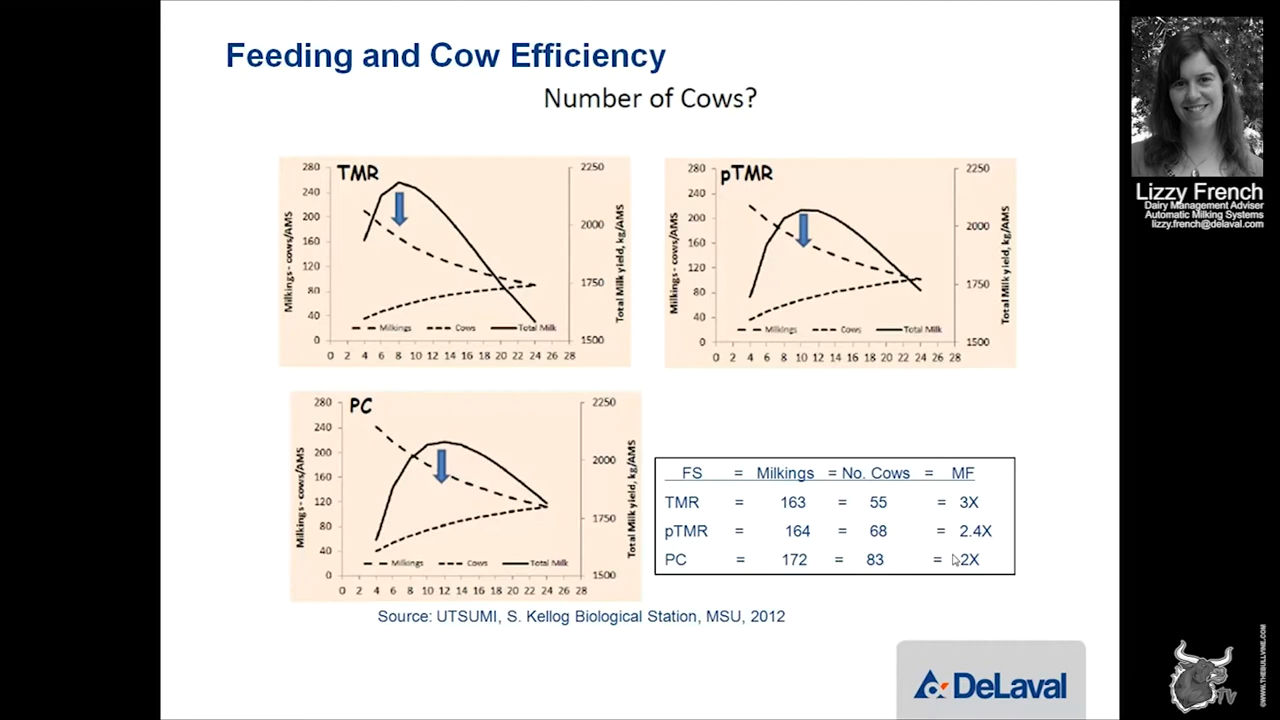 Feeding and Cow Efficiency
Number of Cows?
TMR
280
240
200
160
120
80
40
0
2250
2000
1750
1500
Milkings - cows/AMS
Total Milk yield, kg/AMS
Milkings Cows Total Milk
0 2 4 6 8 10 12 14 16 18 20 22 24 26 28
pTMR
280
240
200
160
120
80
40
0
2250
2000
1750
1500
Milkings - cows/AMS
Total Milk yield, kg/AMS
Milkings Cows Total Milk
0 2 4 6 8 10 12 14 16 18 20 22 24 26 28
PC
280
240
200
160
120
80
40
0
2250
2000
1750
1500
Milkings - cows/AMS
Total Milk yield, kg/AMS
Milkings Cows Total Milk
0 2 4 6 8 10 12 14 16 18 20 22 24 26 28
FS = Milkings = No. Cows = MF
TMR = 163 = 55 = 3X
pTMR = 164 = 68 = 2.4X
PC = 172 = 83 = 2X
Source: UTSUMI, S. Kellog Biological Station, MSU, 2012
DeLaval
Lizzy French
Dairy Management Adviser
Automatic Milking Systems
lizzy.french@delaval.com
TV
©WWW.THEBULLVINE.COM